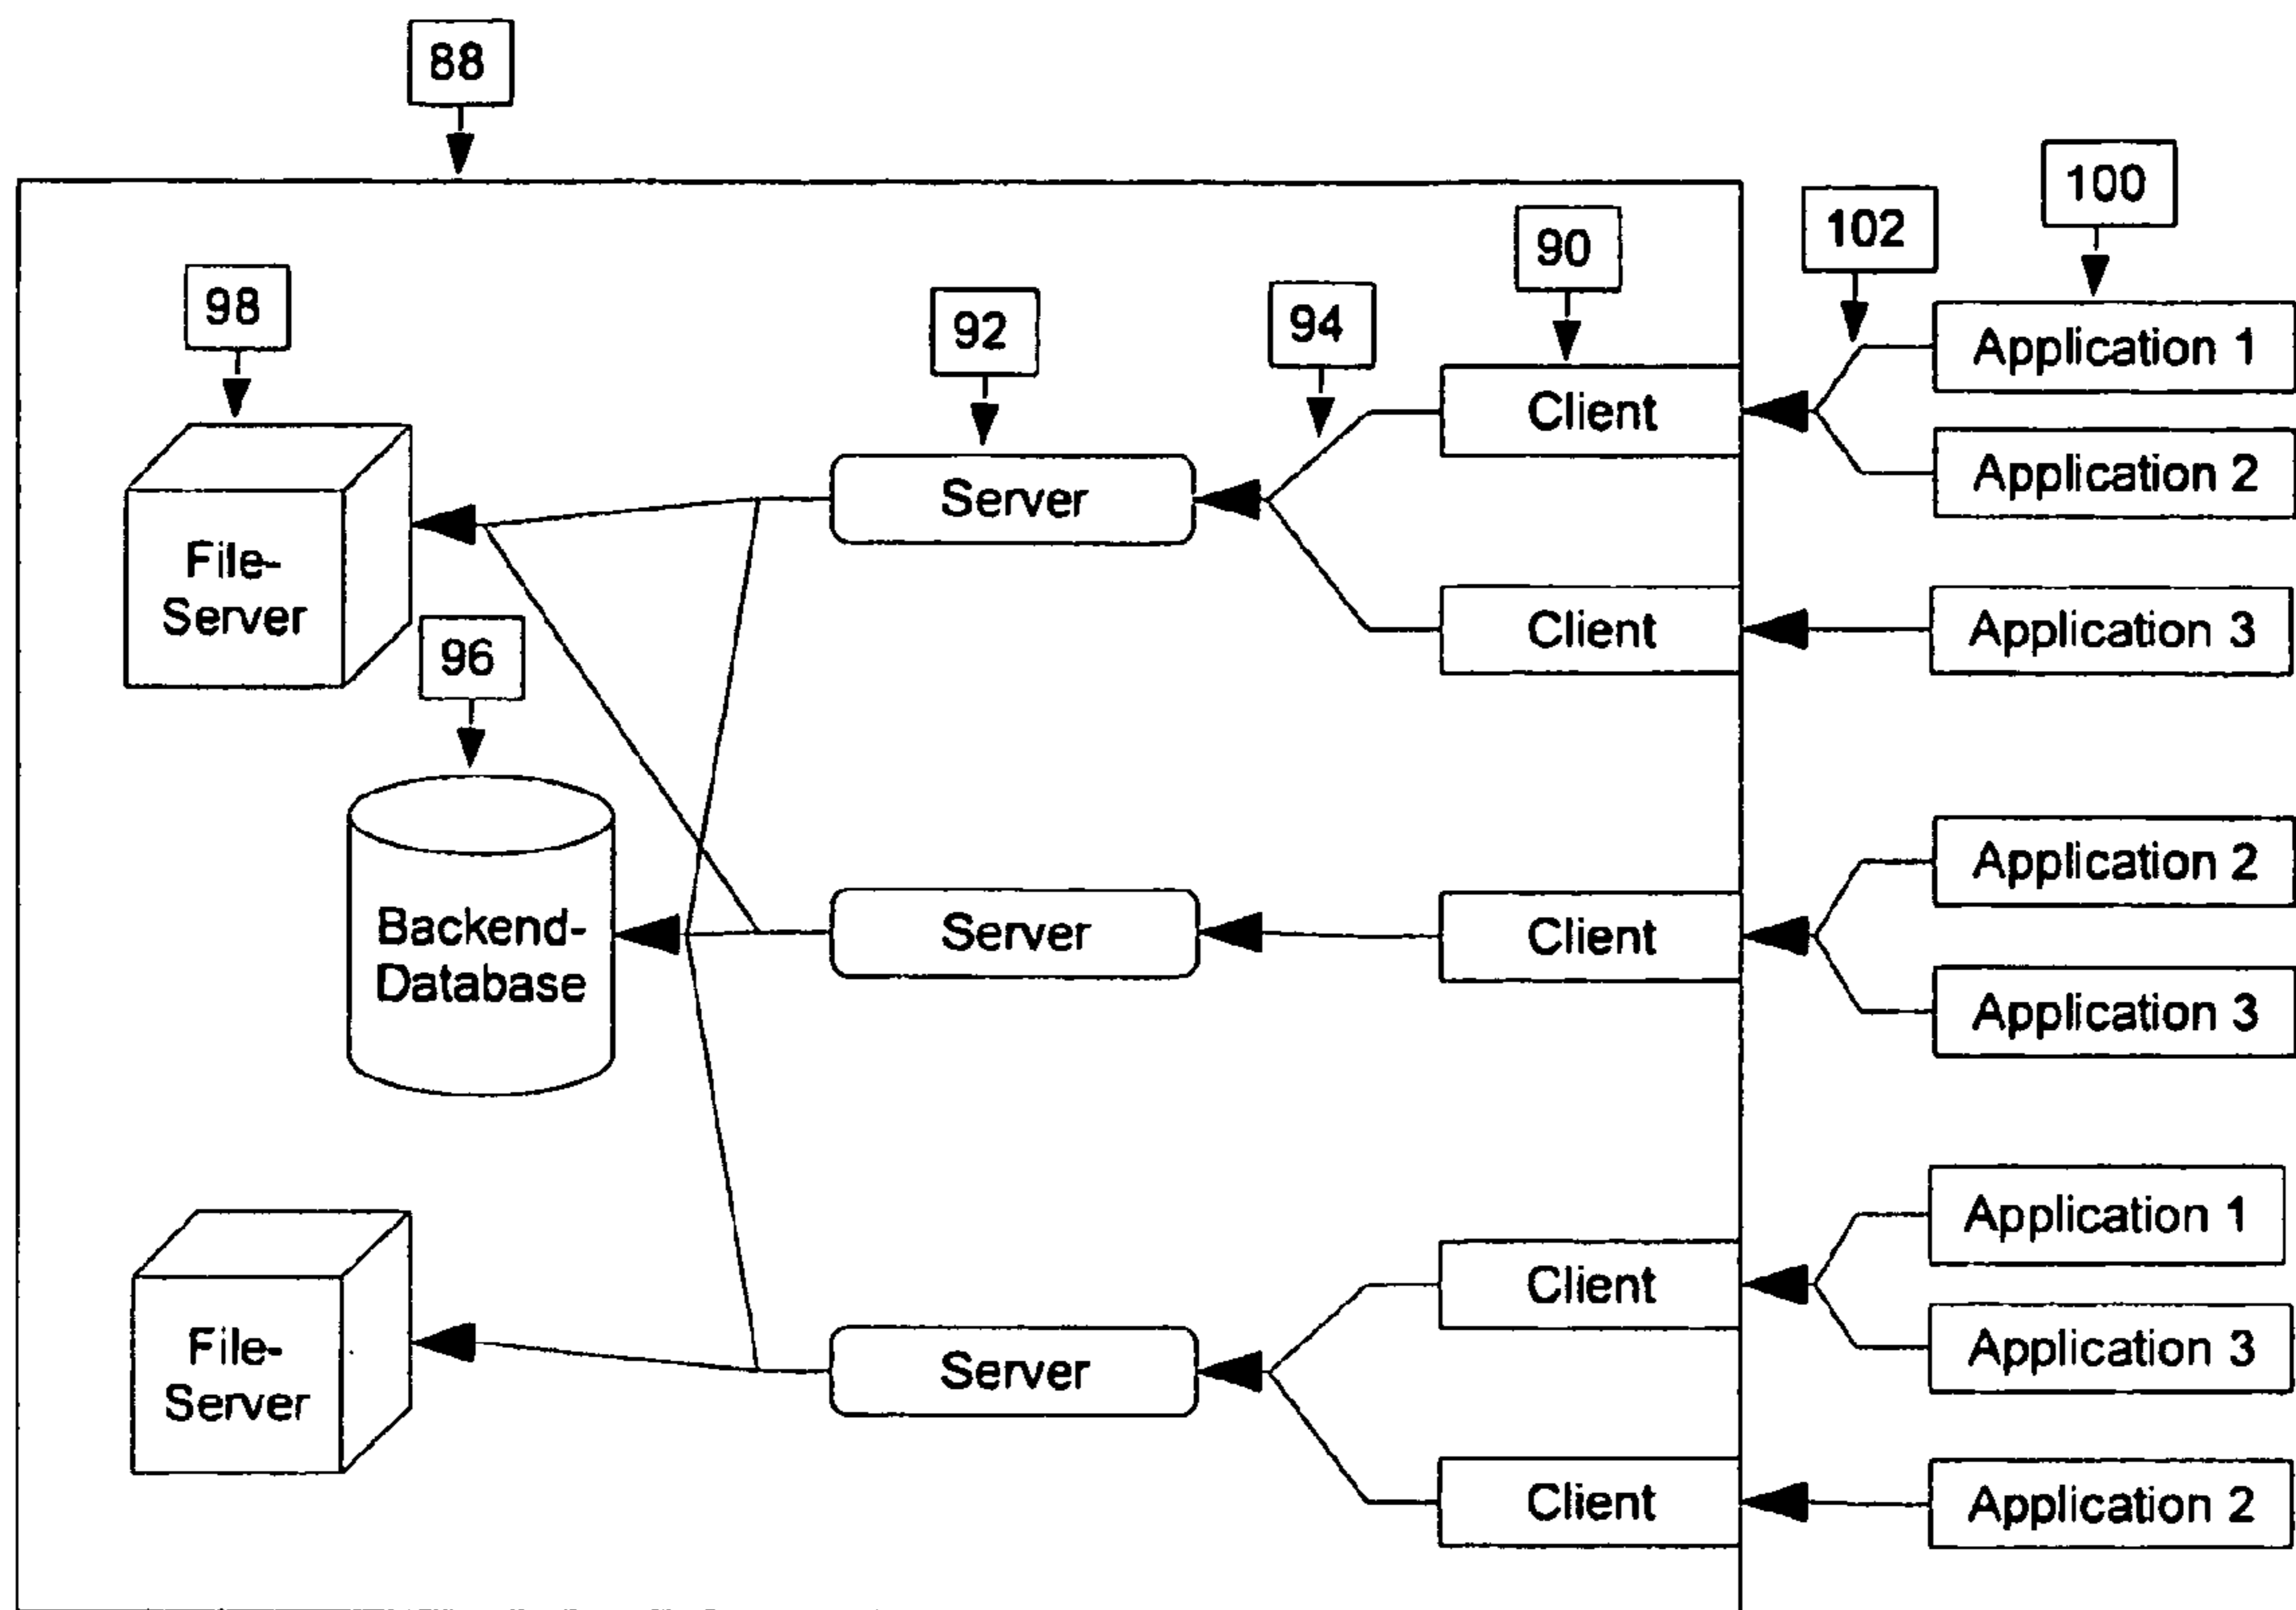 88
100
102
90
98
92
94
Application 1
Client
Application 2
Server
File-
Server
Client
Application 3
96
Application 2
Backend-
Database
Server
Client
Application 3
Application 1
Client
File-
Server
Server
Application 3
Client
Application 2